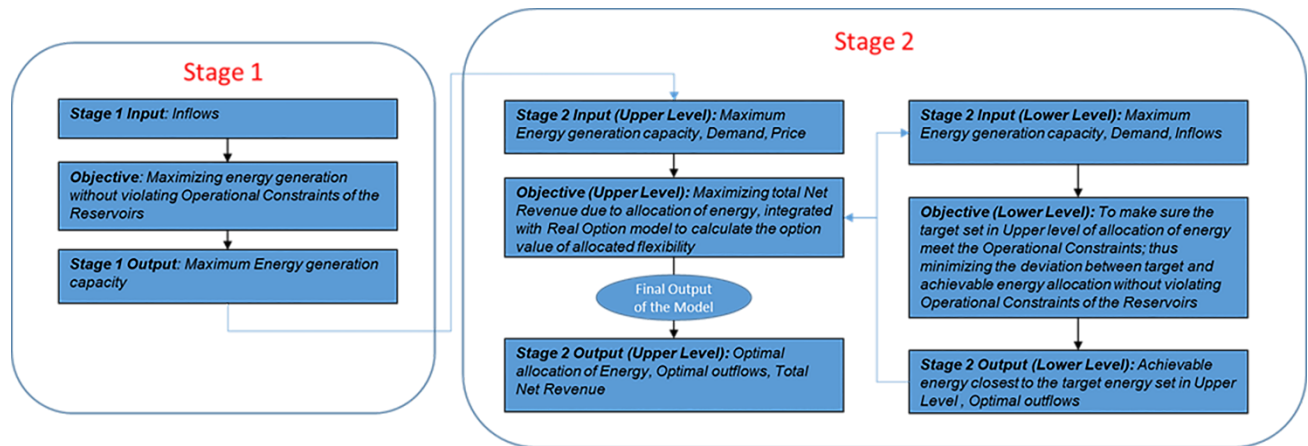 Stage 1
Stage 1 Input: Inflows
Objective: Maximizing energy generation
without violating Operational Constraints of the
Reservoirs
Stage 1 Output: Maximum Energy generation
capacity
Stage 2
Stage 2 Input (Upper Level): Maximum
Energy generation capacity, Demand, Price
Objective (Upper Level): Maximizing total Net
Revenue due to allocation of energy, integrated
with Real Option model to calculate the option
value of allocated flexibility
Final Output
of the Model
Stage 2 Output (Upper Level): Optimal
allocation of Energy, Optimal outflows, Total
Net Revenue
Stage 2 Input (Lower Level): Maximum
Energy generation capacity, Demand, Inflows
Objective (Lower Level): To make sure the
target set in Upper level of allocation of energy
meet the Operational Constraints; thus
minimizing the deviation between target and
achievable energy allocation without violating
Operational Constraints of the Reservoirs
Stage 2 Output (Lower Level): Achievable
energy closest to the target energy set in Upper
Level , Optimal outflows